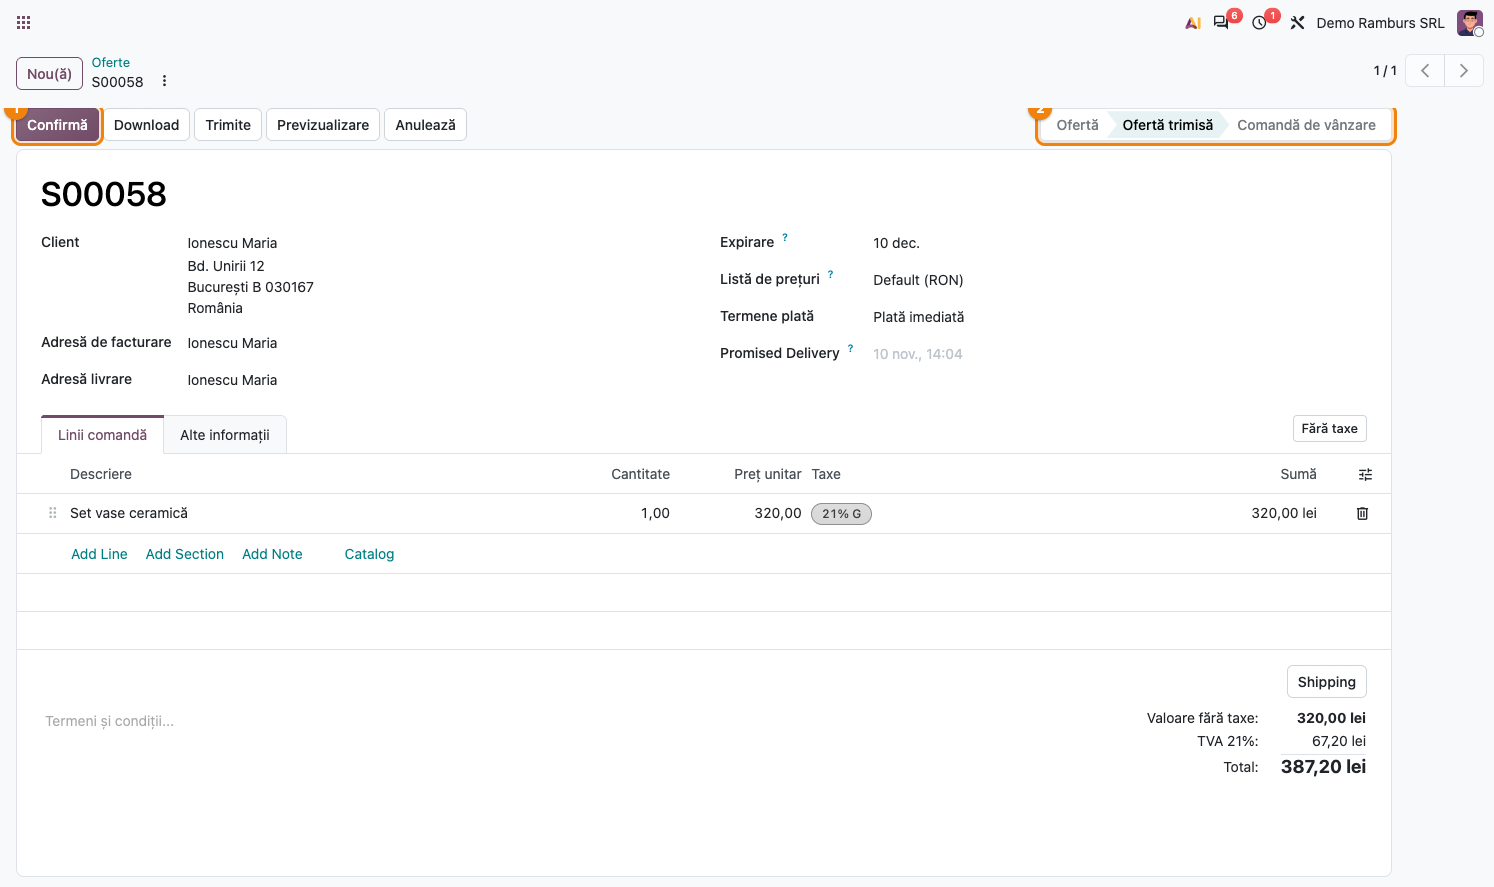 AI 6 1 Demo Ramburs SRL
Nou(ă) Oferte
S00058
1 / 1
1 2
Confirmă Download Trimite Previzualizare Anulează Ofertă Ofertă trimisă Comandă de vânzare
S00058
Client Ionescu Maria
Bd. Unirii 12
București B 030167
România
Adresă de facturare Ionescu Maria
Adresă livrare Ionescu Maria
Expirare ? 10 dec.
Listă de prețuri ? Default (RON)
Termene plată Plată imediată
Promised Delivery ? 10 nov., 14:04
Linii comandă Alte informații Fără taxe
Descriere Cantitate Preț unitar Taxe Sumă
Set vase ceramică 1,00 320,00 21% G 320,00 lei
Add Line Add Section Add Note Catalog
Shipping
Termeni și condiții...
Valoare fără taxe: 320,00 lei
TVA 21%: 67,20 lei
Total: 387,20 lei